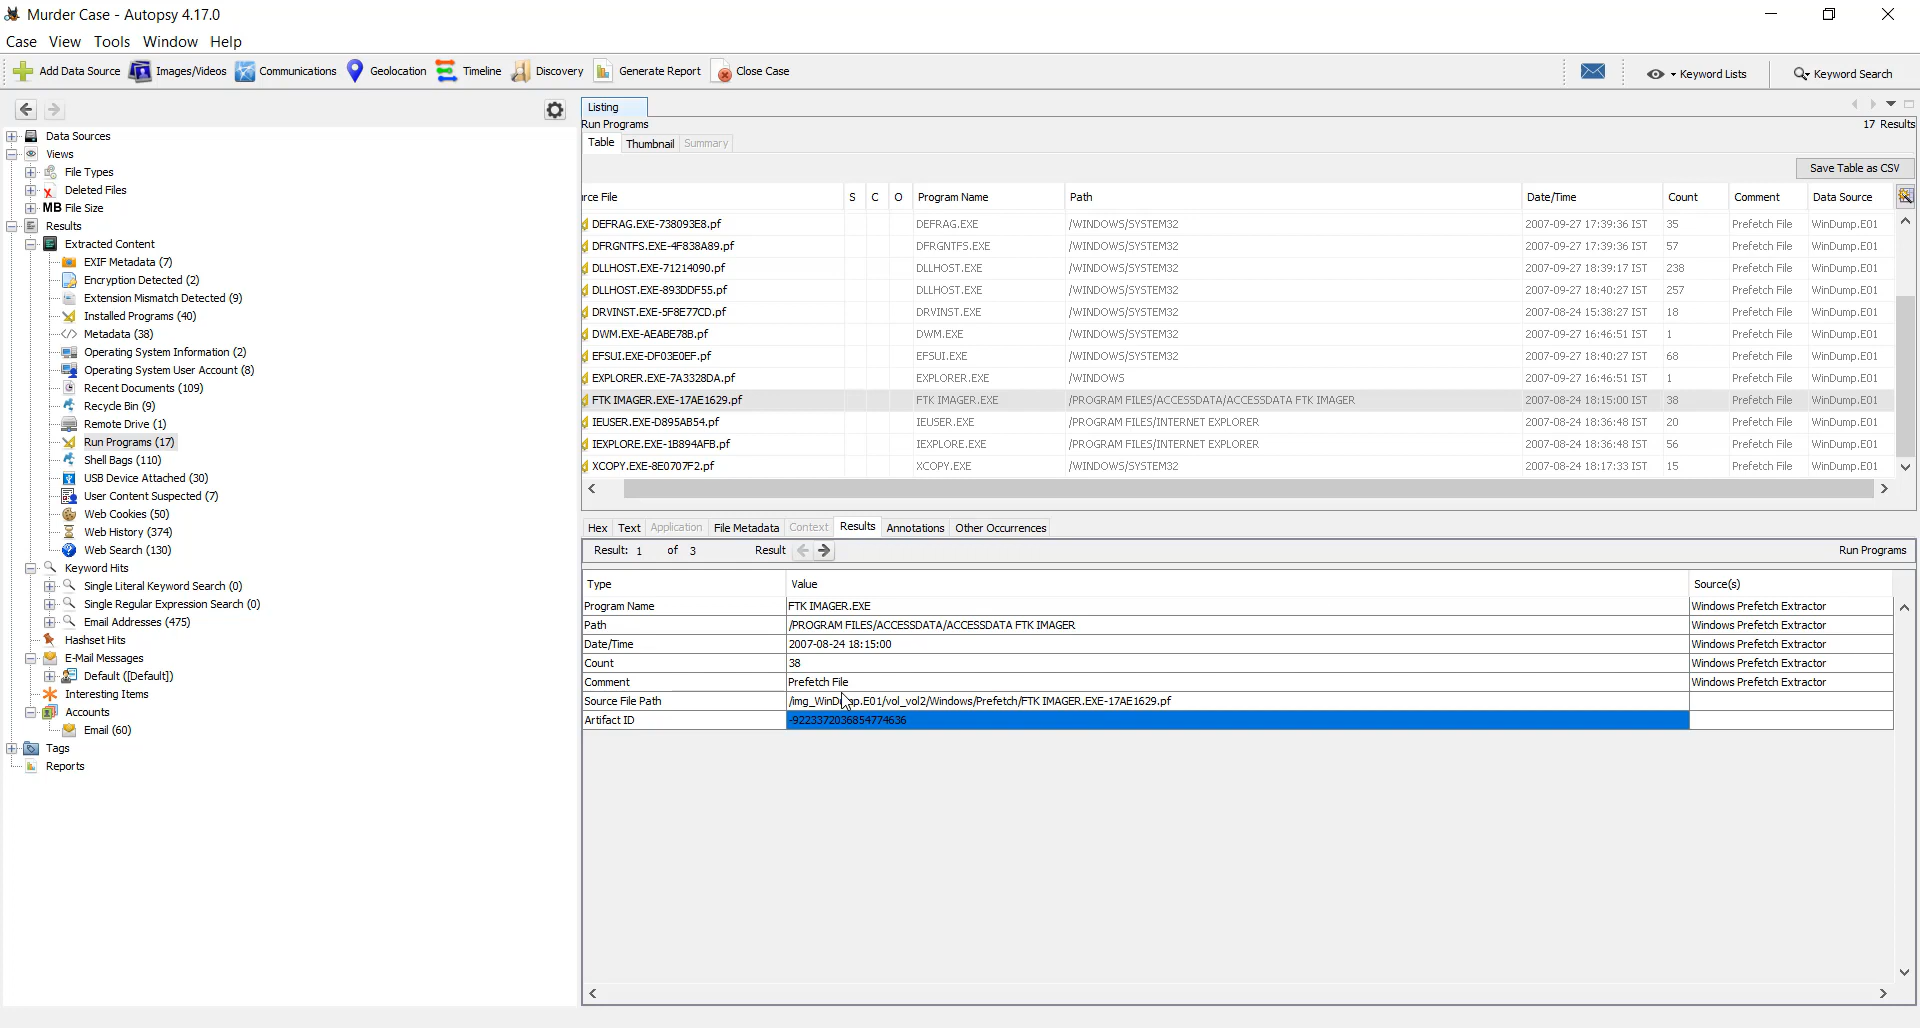 Murder Case - Autopsy 4.17.0
Case View Tools Window Help
Add Data Source Images/Videos Communications Geolocation Timeline Discovery Generate Report Close Case Keyword Lists Keyword Search
Data Sources
Views
File Types
Deleted Files
MB File Size
Results
Extracted Content
EXIF Metadata (7)
Encryption Detected (2)
Extension Mismatch Detected (9)
Installed Programs (40)
Metadata (38)
Operating System Information (2)
Operating System User Account (8)
Recent Documents (109)
Recycle Bin (9)
Remote Drive (1)
Run Programs (17)
Shell Bags (110)
USB Device Attached (30)
User Content Suspected (7)
Web Cookies (50)
Web History (374)
Web Search (130)
Keyword Hits
Single Literal Keyword Search (0)
Single Regular Expression Search (0)
Email Addresses (475)
Hashset Hits
E-Mail Messages
Default ([Default])
Interesting Items
Accounts
Email (60)
Tags
Reports
Listing
Run Programs 17 Results
Table Thumbnail Summary
Save Table as CSV
rce File S C O Program Name Path Date/Time Count Comment Data Source
DEFRAG.EXE-738093E8.pf DEFRAG.EXE /WINDOWS/SYSTEM32 2007-09-27 17:39:36 IST 35 Prefetch File WinDump.E01
DFRGNTFS.EXE-4F838A89.pf DFRGNTFS.EXE /WINDOWS/SYSTEM32 2007-09-27 17:39:36 IST 57 Prefetch File WinDump.E01
DLLHOST.EXE-71214090.pf DLLHOST.EXE /WINDOWS/SYSTEM32 2007-09-27 18:39:17 IST 238 Prefetch File WinDump.E01
DLLHOST.EXE-893DDF55.pf DLLHOST.EXE /WINDOWS/SYSTEM32 2007-09-27 18:40:27 IST 257 Prefetch File WinDump.E01
DRVINST.EXE-5F8E77CD.pf DRVINST.EXE /WINDOWS/SYSTEM32 2007-08-24 15:38:27 IST 18 Prefetch File WinDump.E01
DWM.EXE-AEABE78B.pf DWM.EXE /WINDOWS/SYSTEM32 2007-09-27 16:46:51 IST 1 Prefetch File WinDump.E01
EFSUI.EXE-DF03E0EF.pf EFSUI.EXE /WINDOWS/SYSTEM32 2007-09-27 18:40:27 IST 68 Prefetch File WinDump.E01
EXPLORER.EXE-7A3328DA.pf EXPLORER.EXE /WINDOWS 2007-09-27 16:46:51 IST 1 Prefetch File WinDump.E01
FTK IMAGER.EXE-17AE1629.pf FTK IMAGER.EXE /PROGRAM FILES/ACCESSDATA/ACCESSDATA FTK IMAGER 2007-08-24 18:15:00 IST 38 Prefetch File WinDump.E01
IEUSER.EXE-D895AB54.pf IEUSER.EXE /PROGRAM FILES/INTERNET EXPLORER 2007-08-24 18:36:48 IST 20 Prefetch File WinDump.E01
IEXPLORE.EXE-1B894AFB.pf IEXPLORE.EXE /PROGRAM FILES/INTERNET EXPLORER 2007-08-24 18:36:48 IST 56 Prefetch File WinDump.E01
XCOPY.EXE-8E0707F2.pf XCOPY.EXE /WINDOWS/SYSTEM32 2007-08-24 18:17:33 IST 15 Prefetch File WinDump.E01
Hex Text Application File Metadata Context Results Annotations Other Occurrences
Result: 1 of 3 Result Run Programs
Type Value Source(s)
Program Name FTK IMAGER.EXE Windows Prefetch Extractor
Path /PROGRAM FILES/ACCESSDATA/ACCESSDATA FTK IMAGER Windows Prefetch Extractor
Date/Time 2007-08-24 18:15:00 Windows Prefetch Extractor
Count 38 Windows Prefetch Extractor
Comment Prefetch File Windows Prefetch Extractor
Source File Path /img_WinDump.E01/vol_vol2/Windows/Prefetch/FTK IMAGER.EXE-17AE1629.pf
Artifact ID -9223372036854774636